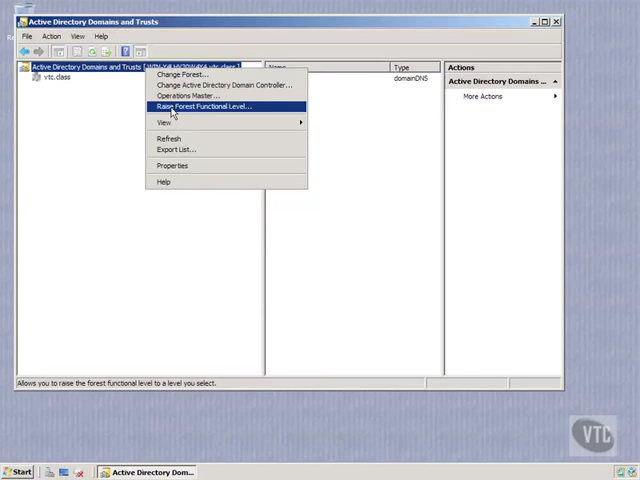 Active Directory Domains and Trusts
File Action View Help
Active Directory Domains and Trusts
vtc.class
Name
Type
domainDNS
Actions
Active Directory Domains and Trusts
More Actions
Change Forest...
Change Active Directory Domain Controller...
Operations Master...
Raise Forest Functional Level...
View
Refresh
Export List...
Properties
Help
Allows you to raise the forest functional level to a level you select.
VTC
Start
Active Directory Dom...